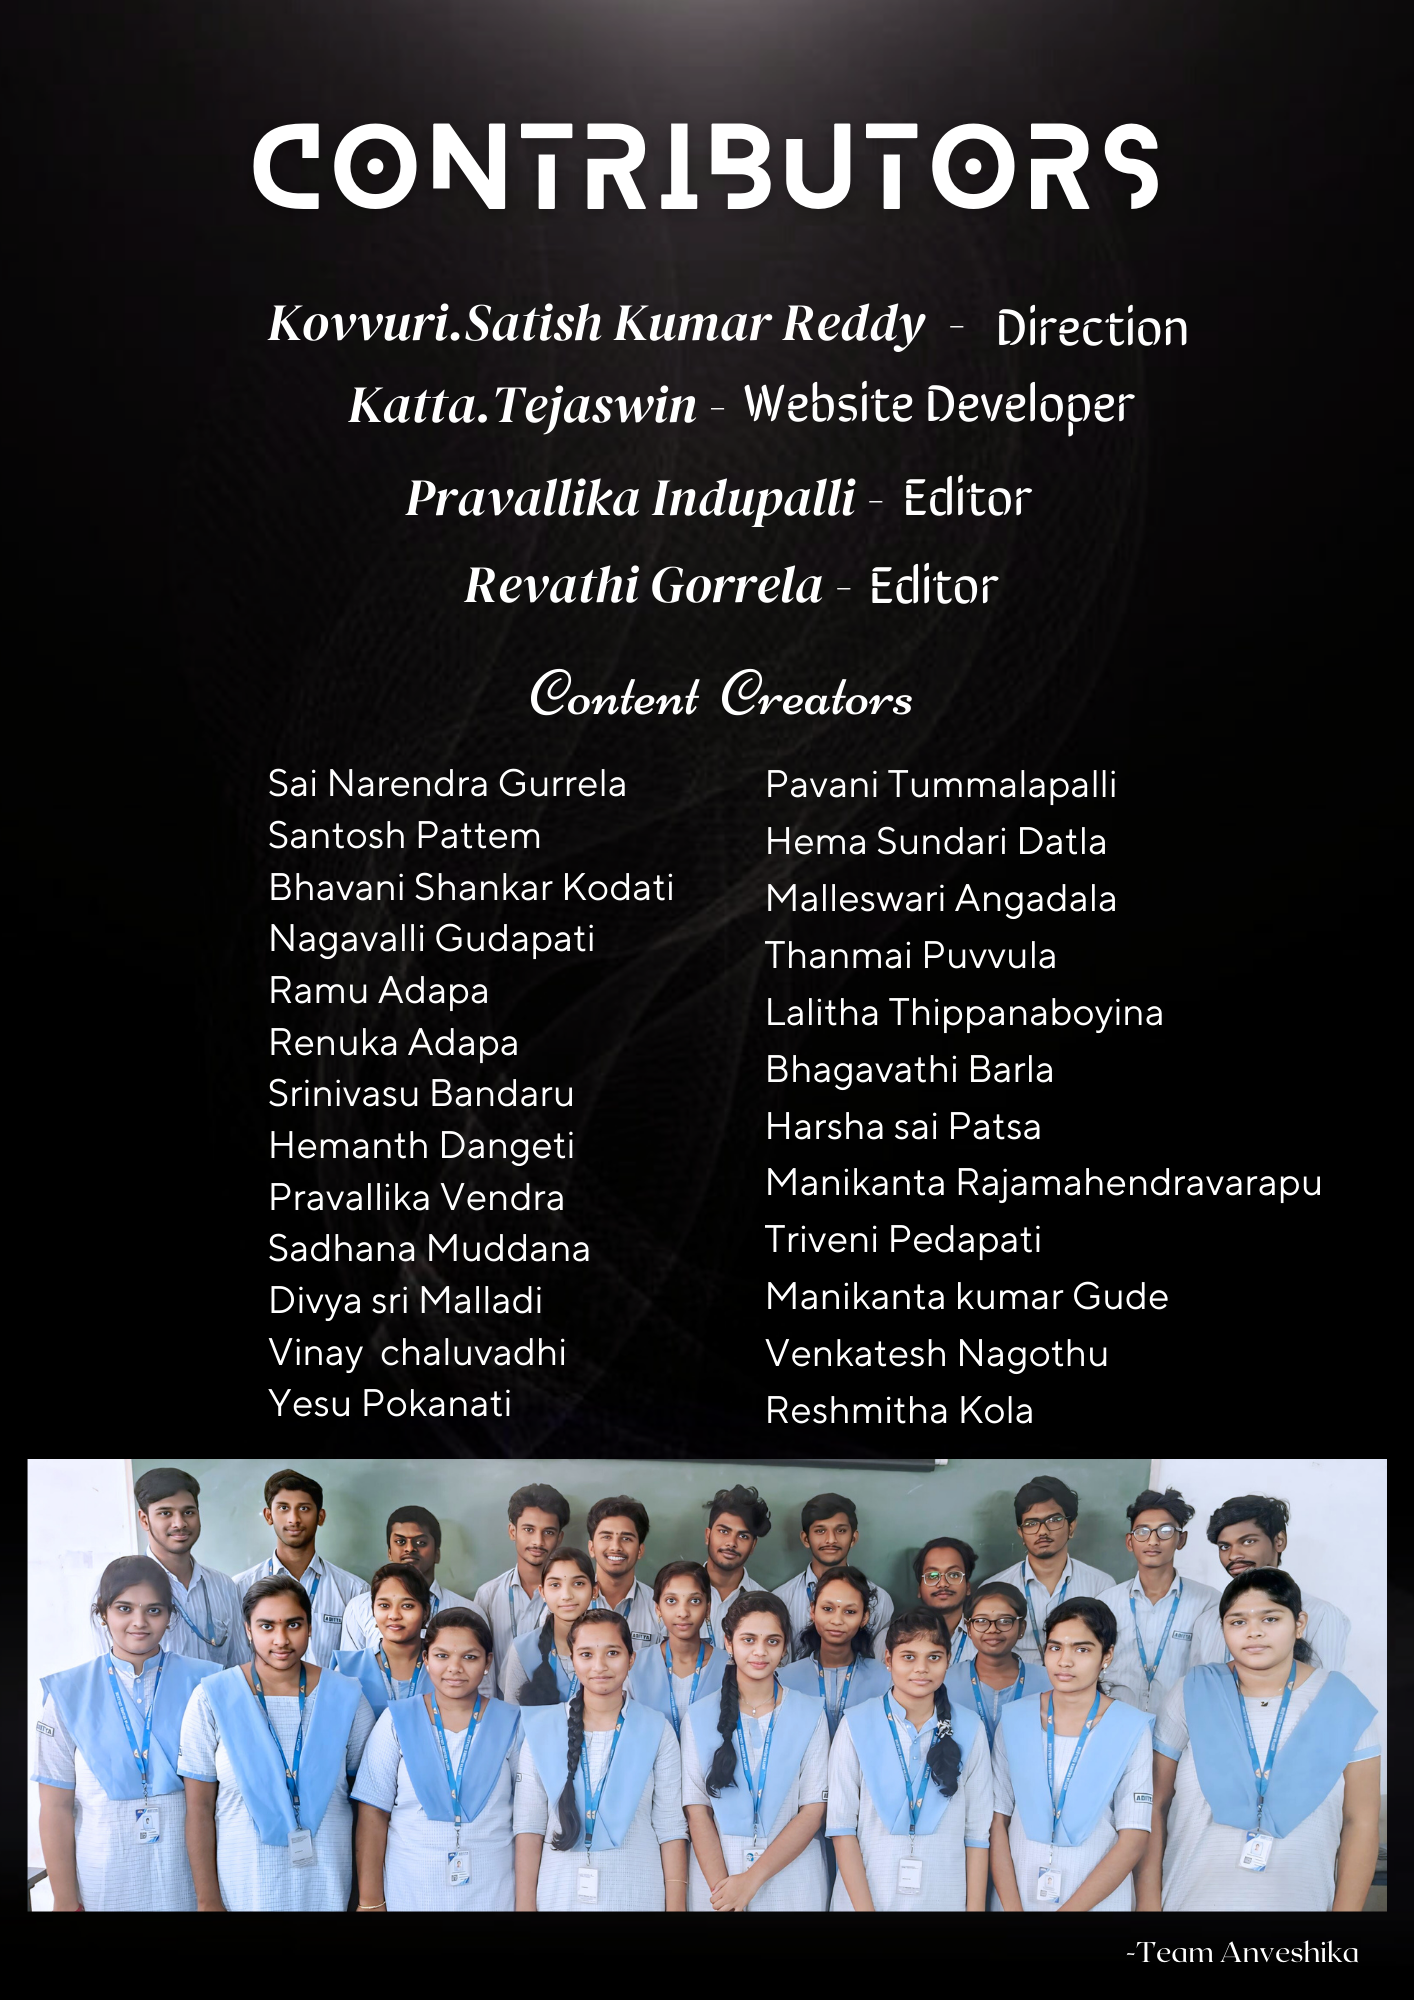 CONTRIBUTORS
Kovvuri.Satish Kumar Reddy - Direction
Katta.Tejaswin - Website Developer
Pravallika Indupalli - Editor
Revathi Gorrela - Editor
Content Creators
Sai Narendra Gurrela
Santosh Pattem
Bhavani Shankar Kodati
Nagavalli Gudapati
Ramu Adapa
Renuka Adapa
Srinivasu Bandaru
Hemanth Dangeti
Pravallika Vendra
Sadhana Muddana
Divya sri Malladi
Vinay  chaluvadhi
Yesu Pokanati
Pavani Tummalapalli
Hema Sundari Datla
Malleswari Angadala
Thanmai Puvvula
Lalitha Thippanaboyina
Bhagavathi Barla
Harsha sai Patsa
Manikanta Rajamahendravarapu
Triveni Pedapati
Manikanta kumar Gude
Venkatesh Nagothu
Reshmitha Kola
ADITYA
ADITYA
ADITYA
ADITYA
-Team Anveshika